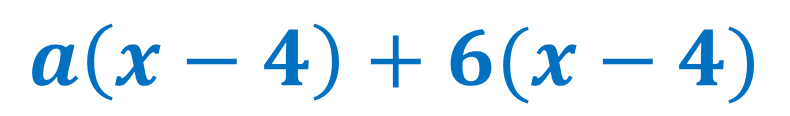 a(x − 4) + 6(x − 4)